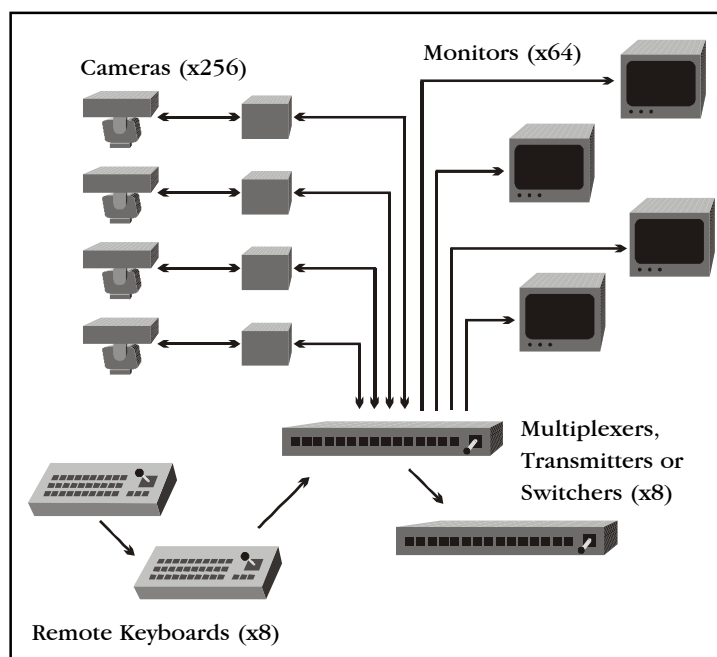 Cameras (x256)
Monitors (x64)
Multiplexers,
Transmitters or
Switchers (x8)
Remote Keyboards (x8)